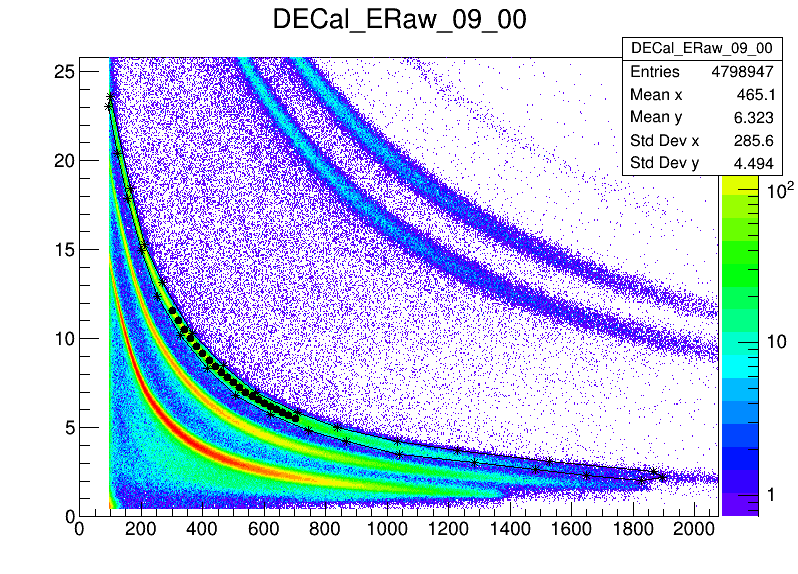 DECal_ERaw_09_00
DECal_ERaw_09_00
Entries 4798947
Mean x 465.1
Mean y 6.323
Std Dev x 285.6
Std Dev y 4.494
25
20
15
10
5
0
0 200 400 600 800 1000 1200 1400 1600 1800 2000
10²
10
1